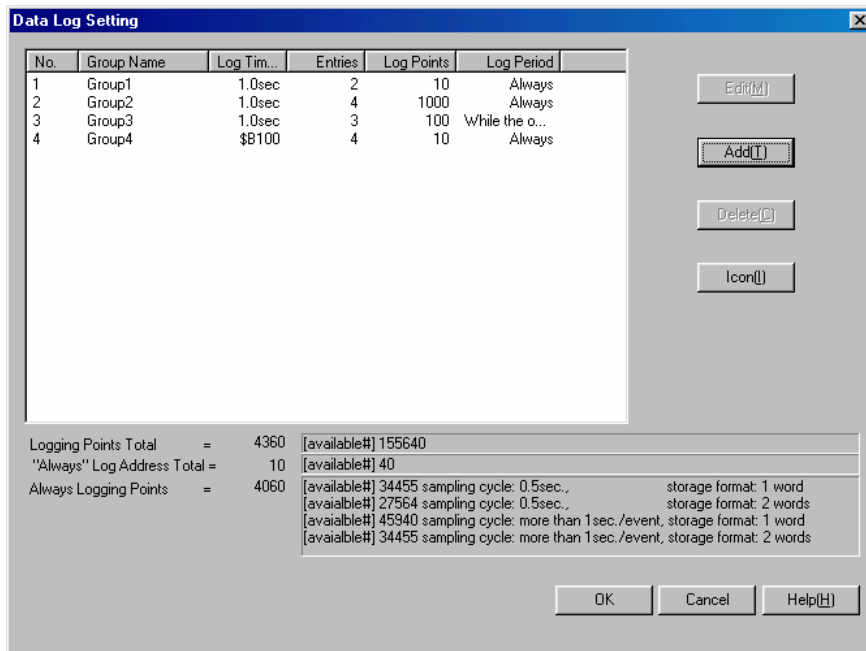 Data Log Setting
No. Group Name Log Tim... Entries Log Points Log Period
1 Group1 1.0sec 2 10 Always
2 Group2 1.0sec 4 1000 Always
3 Group3 1.0sec 3 100 While the o...
4 Group4 $B100 4 10 Always
Edit(M)
Add(T)
Delete(C)
Icon(I)
Logging Points Total = 4360 [available#] 155640
"Always" Log Address Total = 10 [available#] 40
Always Logging Points = 4060 [available#] 34455 sampling cycle: 0.5sec., storage format: 1 word
[avaialble#] 27564 sampling cycle: 0.5sec., storage format: 2 words
[avaialble#] 45940 sampling cycle: more than 1sec./event, storage format: 1 word
[avaialble#] 34455 sampling cycle: more than 1sec./event, storage format: 2 words
OK Cancel Help(H)